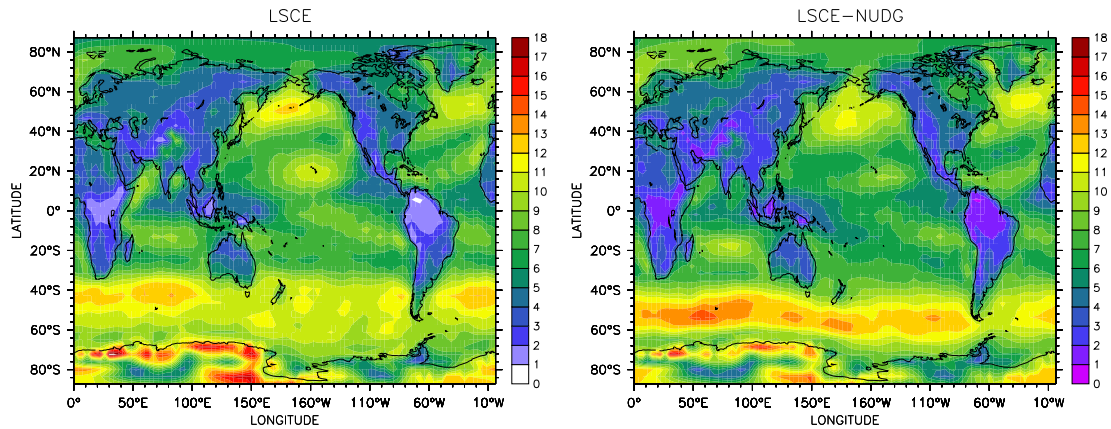 LSCE
80°N
60°N
40°N
20°N
0°
20°S
40°S
60°S
80°S
LATITUDE
0°
50°E
100°E
150°E
160°W
110°W
60°W
10°W
LONGITUDE
18
17
16
15
14
13
12
11
10
9
8
7
6
5
4
3
2
1
0
LSCE-NUDG
80°N
60°N
40°N
20°N
0°
20°S
40°S
60°S
80°S
LATITUDE
0°
50°E
100°E
150°E
160°W
110°W
60°W
10°W
LONGITUDE
18
17
16
15
14
13
12
11
10
9
8
7
6
5
4
3
2
1
0